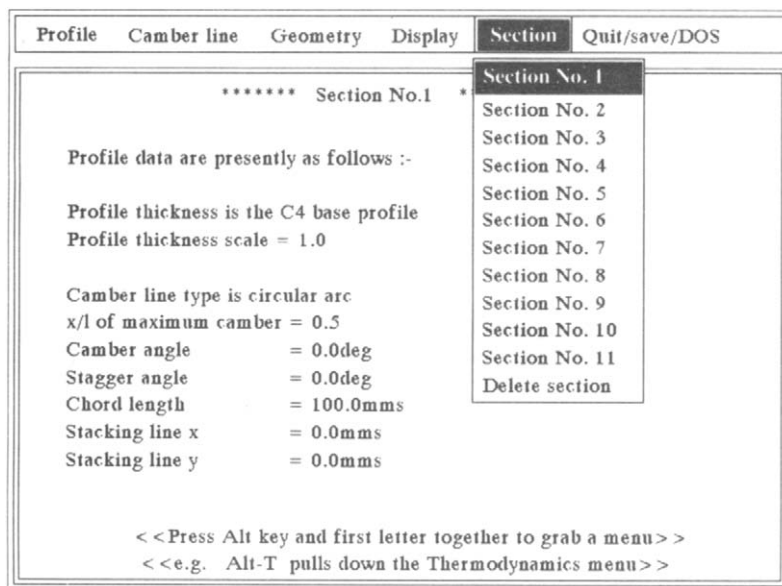 Profile Camber line Geometry Display Section Quit/save/DOS
******* Section No.1 **
Profile data are presently as follows :-
Profile thickness is the C4 base profile
Profile thickness scale = 1.0
Camber line type is circular arc
x/l of maximum camber = 0.5
Camber angle = 0.0deg
Stagger angle = 0.0deg
Chord length = 100.0mms
Stacking line x = 0.0mms
Stacking line y = 0.0mms
Section No. 1
Section No. 2
Section No. 3
Section No. 4
Section No. 5
Section No. 6
Section No. 7
Section No. 8
Section No. 9
Section No. 10
Section No. 11
Delete section
<<Press Alt key and first letter together to grab a menu>>
<<e.g. Alt-T pulls down the Thermodynamics menu>>